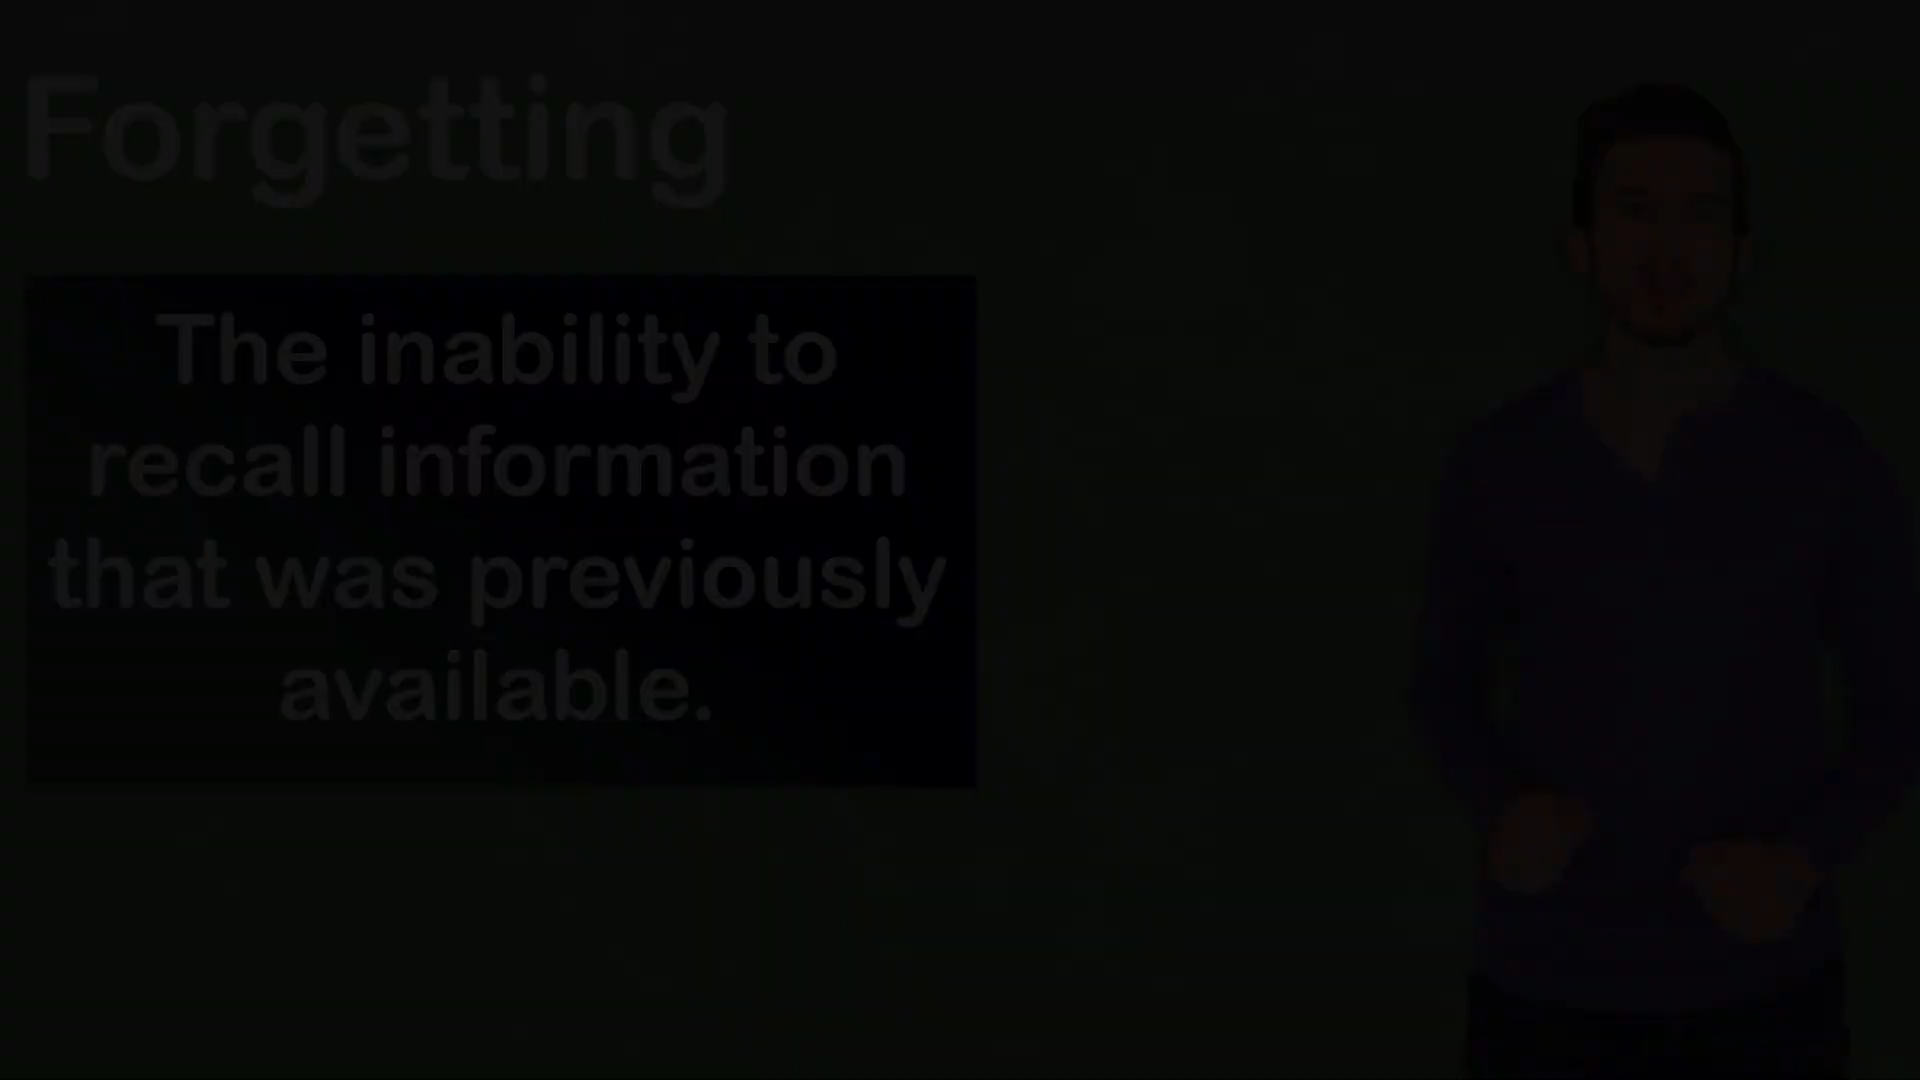 Forgetting
The inability to
recall information
that was previously
available.